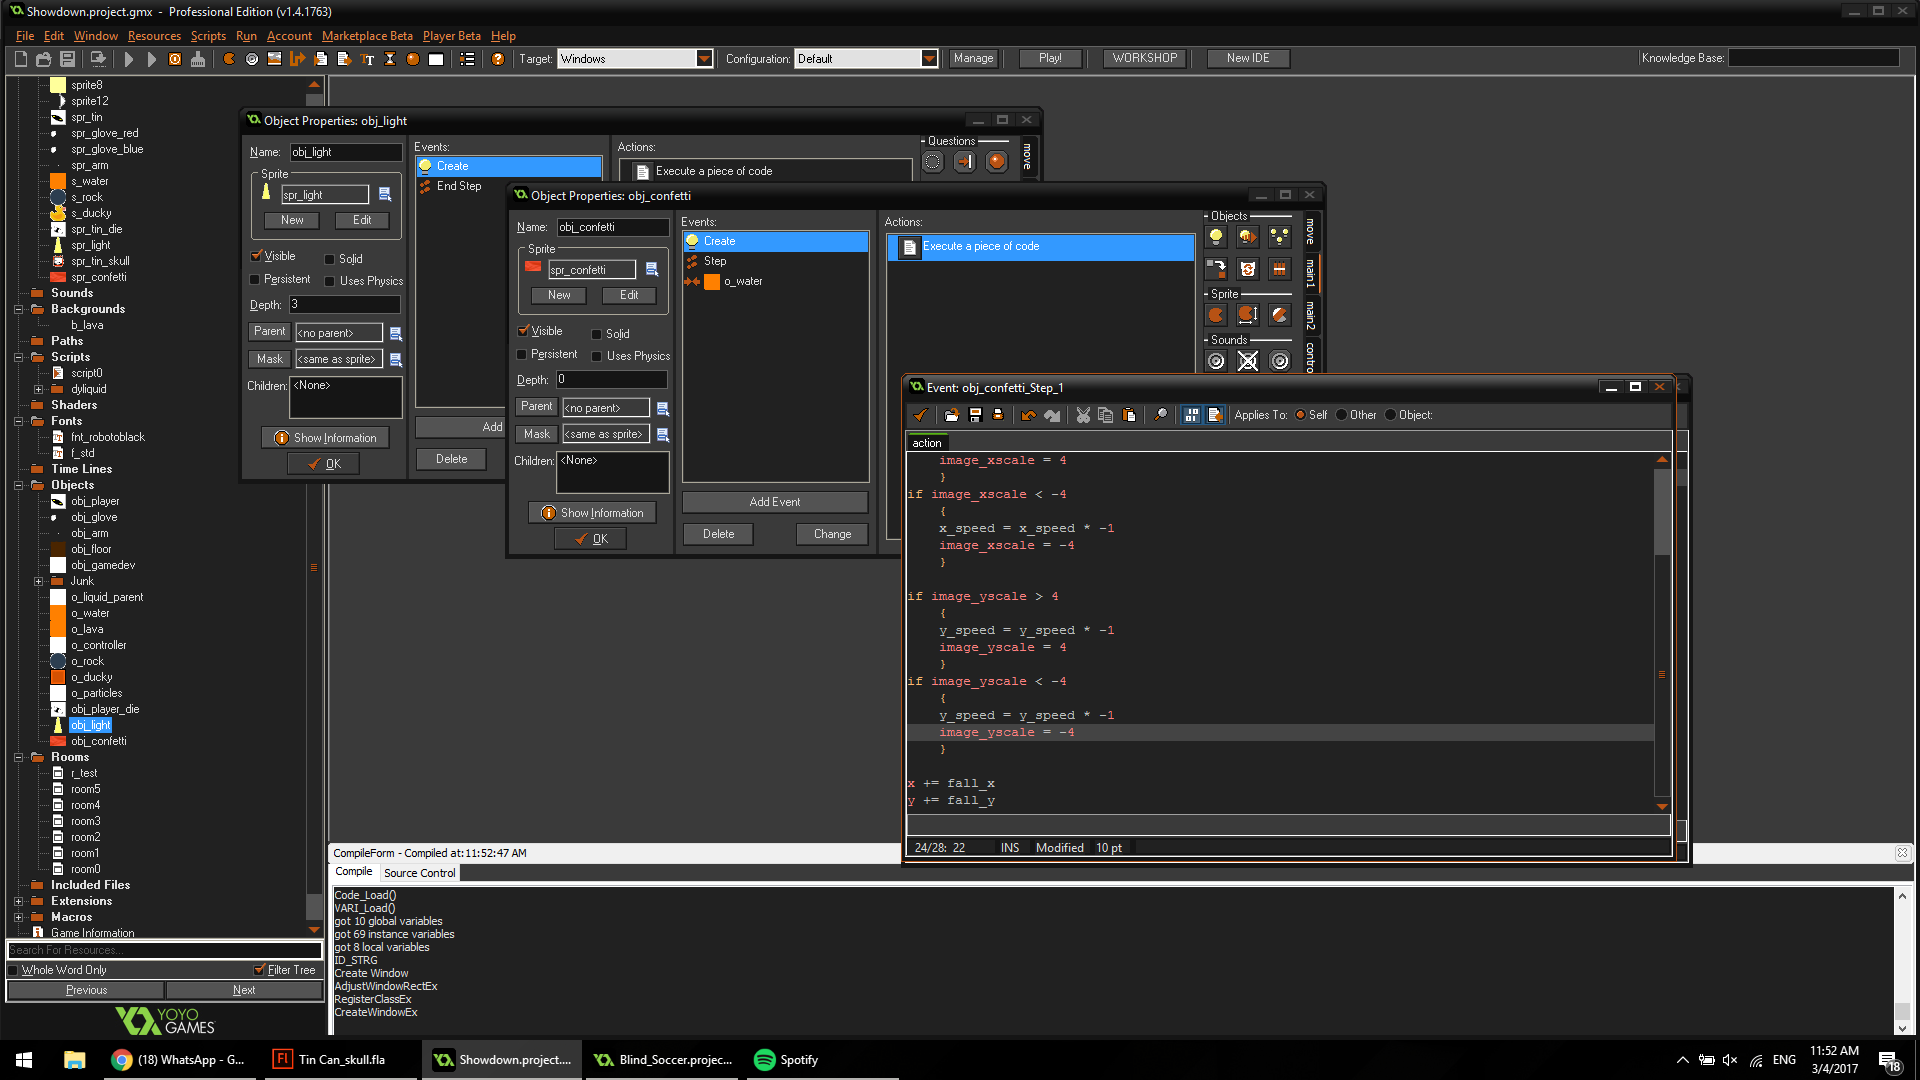 Showdown.project.gmx - Professional Edition (v1.4.1763)
File Edit Window Resources Scripts Run Account Marketplace Beta Player Beta Help
Target: Windows Configuration: Default Manage Play! WORKSHOP New IDE Knowledge Base:
sprite8
sprite12
spr_tin
spr_glove_red
spr_glove_blue
spr_arm
s_water
s_rock
s_ducky
spr_tin_die
spr_light
spr_tin_skull
spr_confetti
Sounds
Backgrounds
b_lava
Paths
Scripts
script0
dyliquid
Shaders
Fonts
fnt_robotoblack
f_std
Time Lines
Objects
obj_player
obj_glove
obj_arm
obj_floor
obj_gamedev
Junk
o_liquid_parent
o_water
o_lava
o_controller
o_rock
o_ducky
o_particles
obj_player_die
obj_light
obj_confetti
Rooms
r_test
room5
room4
room3
room2
room1
room0
Included Files
Extensions
Macros
Game Information
Search For Resources...
Whole Word Only Filter Tree
Previous Next
YOYO
GAMES
Object Properties: obj_light
Name: obj_light
Sprite
spr_light
New Edit
Visible Solid
Persistent Uses Physics
Depth: 3
Parent <no parent>
Mask <same as sprite>
Children: <None>
Show Information
OK
Events:
Create
End Step
Add
Delete
Actions:
Execute a piece of code
Questions
move
Object Properties: obj_confetti
Name: obj_confetti
Sprite
spr_confetti
New Edit
Visible Solid
Persistent Uses Physics
Depth: 0
Parent <no parent>
Mask <same as sprite>
Children: <None>
Show Information
OK
Events:
Create
Step
o_water
Add Event
Delete Change
Actions:
Execute a piece of code
Objects
Sprite
Sounds
move
main1
main2
contro
Event: obj_confetti_Step_1
Applies To: Self Other Object:
action
image_xscale = 4
}
if image_xscale < -4
{
x_speed = x_speed * -1
image_xscale = -4
}
if image_yscale > 4
{
y_speed = y_speed * -1
image_yscale = 4
}
if image_yscale < -4
{
y_speed = y_speed * -1
image_yscale = -4
}
x += fall_x
y += fall_y
24/28: 22 INS Modified 10 pt
CompileForm - Compiled at:11:52:47 AM
Compile Source Control
Code_Load()
VARI_Load()
got 10 global variables
got 69 instance variables
got 8 local variables
ID_STRG
Create Window
AdjustWindowRectEx
RegisterClassEx
CreateWindowEx
(18) WhatsApp - G...
Tin Can_skull.fla
Showdown.project....
Blind_Soccer.projec...
Spotify
ENG
11:52 AM
3/4/2017
18